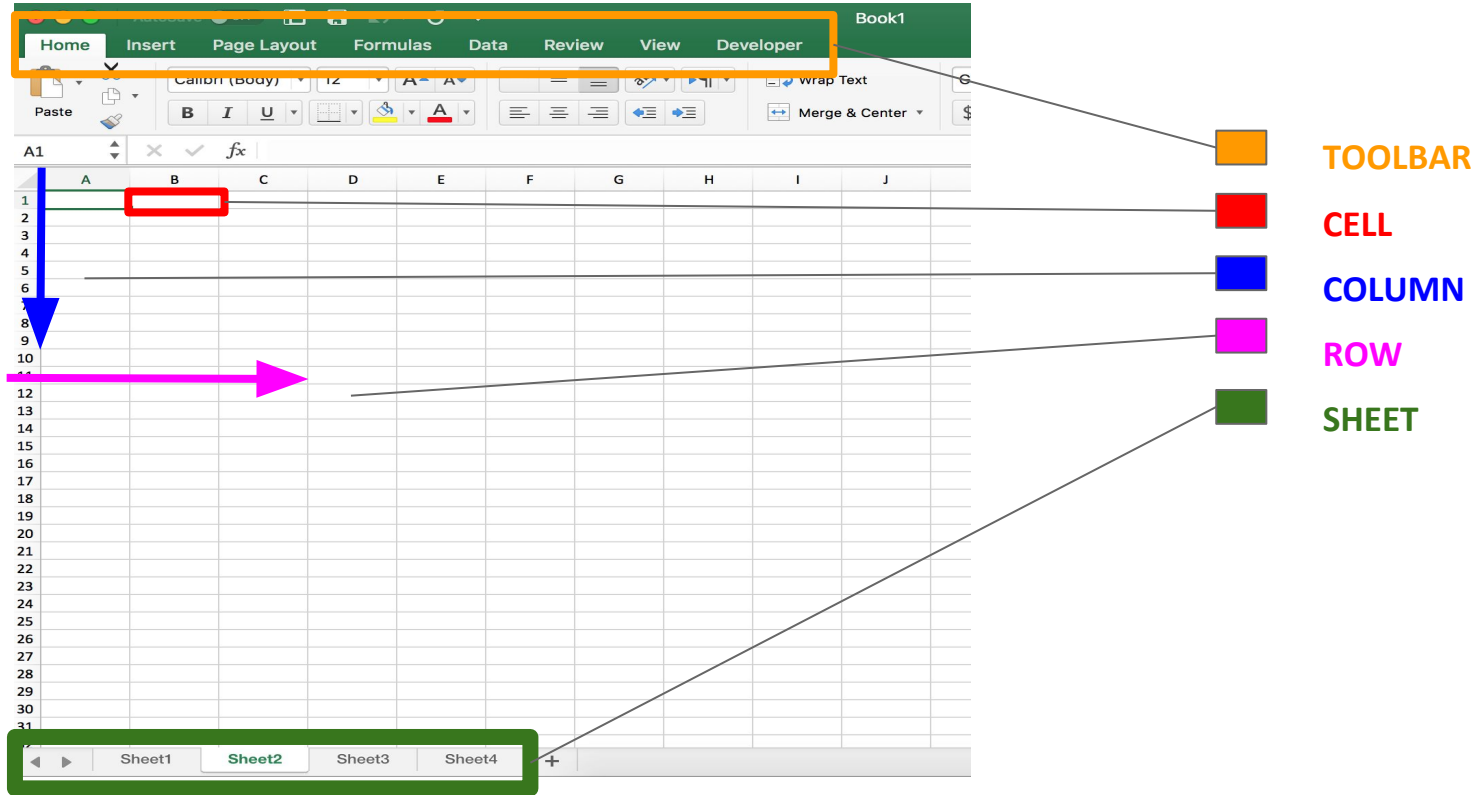 AutoSave Book1
Home Insert Page Layout Formulas Data Review View Developer
Calibri (Body) 12 A A Wrap Text G
Paste B I U A Merge & Center $
A1 fx
A B C D E F G H I J
1
2
3
4
5
6
8
9
10
12
13
14
15
16
17
18
19
20
21
22
23
24
25
26
27
28
29
30
31
Sheet1 Sheet2 Sheet3 Sheet4 +
TOOLBAR
CELL
COLUMN
ROW
SHEET